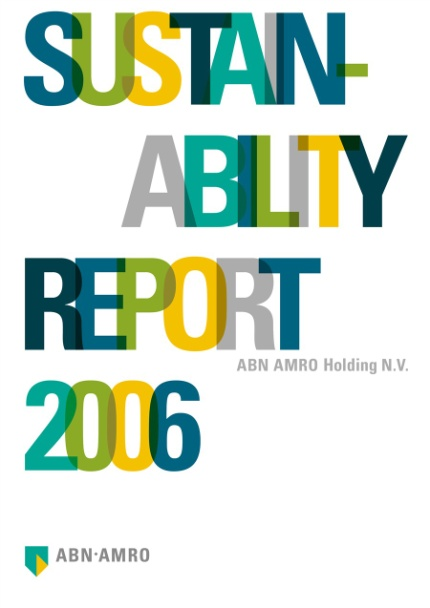 SUSTAIN-
ABILITY
REPORT
ABN AMRO Holding N.V.
2006
ABN·AMRO